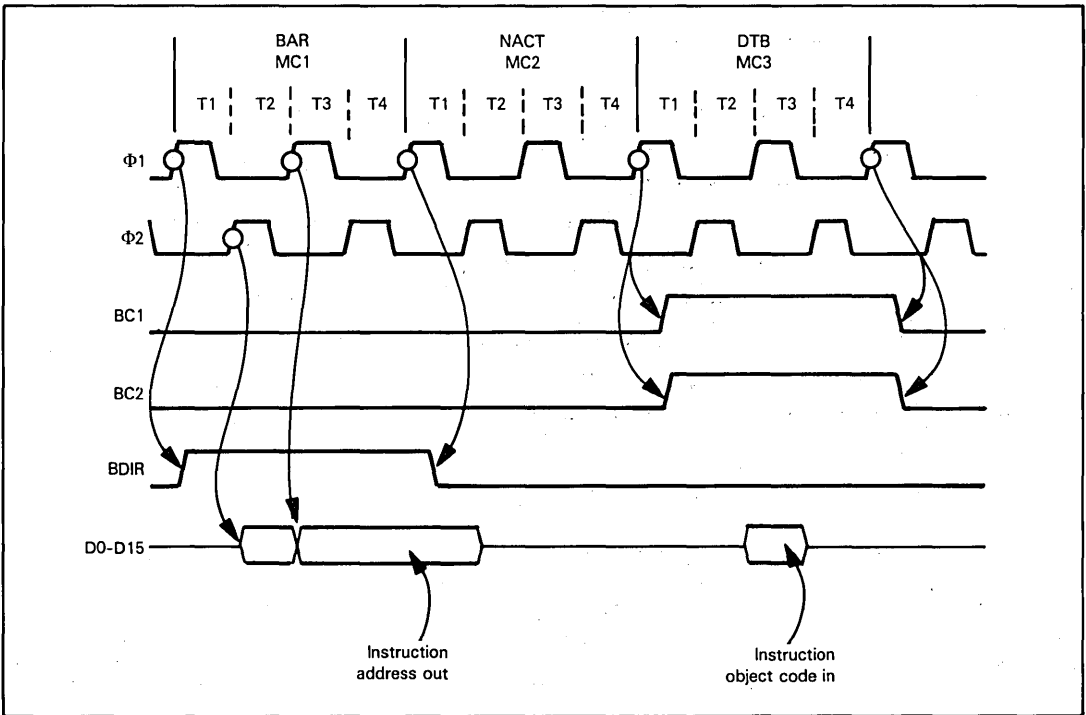 BAR NACT DTB
MC1 MC2 MC3
T1 T2 T3 T4 T1 T2 T3 T4 T1 T2 T3 T4
Φ1
Φ2
BC1
BC2
BDIR
D0-D15
Instruction
address out
Instruction
object code in